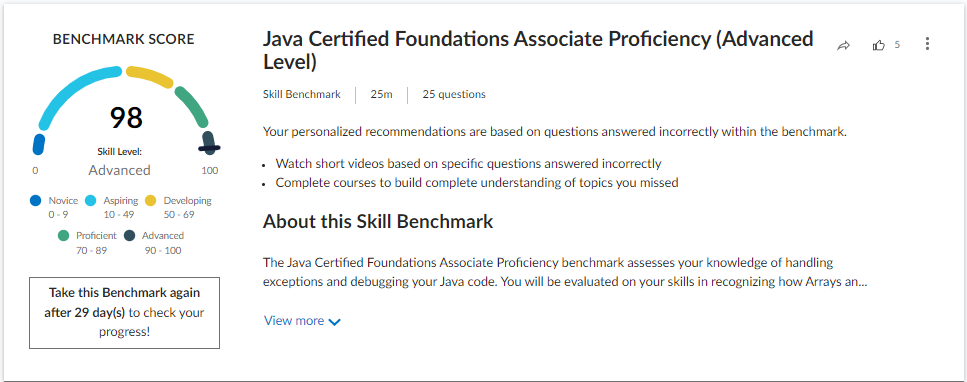 BENCHMARK SCORE
98
Skill Level:
Advanced
0
100
Novice
0 - 9
Aspiring
10 - 49
Developing
50 - 69
Proficient
70 - 89
Advanced
90 - 100
Take this Benchmark again
after 29 day(s) to check your
progress!
Java Certified Foundations Associate Proficiency (Advanced
Level)
5
Skill Benchmark
25m
25 questions
Your personalized recommendations are based on questions answered incorrectly within the benchmark.
• Watch short videos based on specific questions answered incorrectly
• Complete courses to build complete understanding of topics you missed
About this Skill Benchmark
The Java Certified Foundations Associate Proficiency benchmark assesses your knowledge of handling
exceptions and debugging your Java code. You will be evaluated on your skills in recognizing how Arrays an...
View more